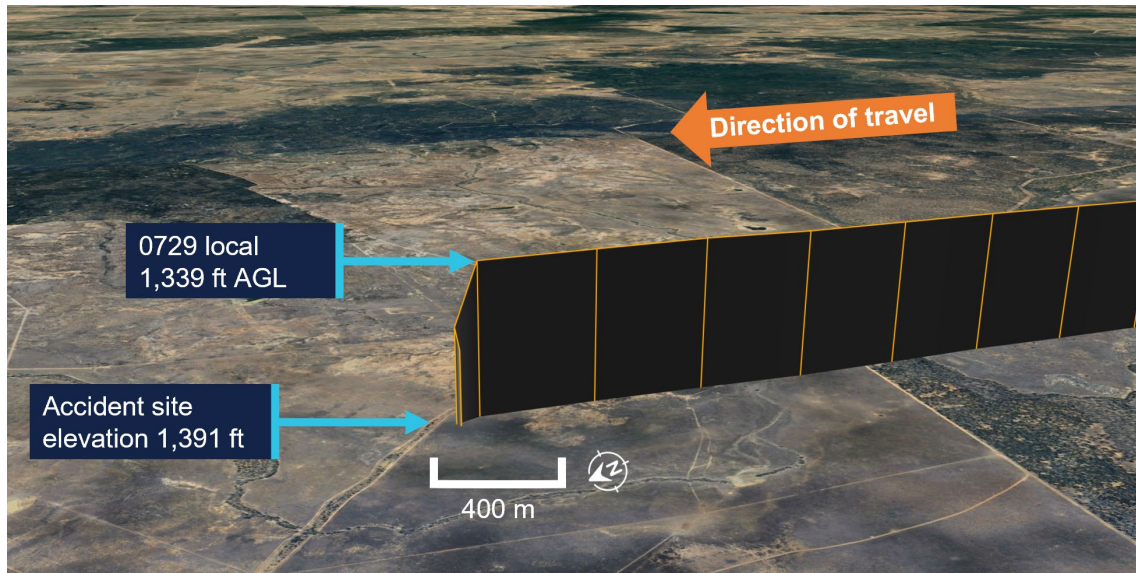 Direction of travel
0729 local
1,339 ft AGL
Accident site
elevation 1,391 ft
400 m
N